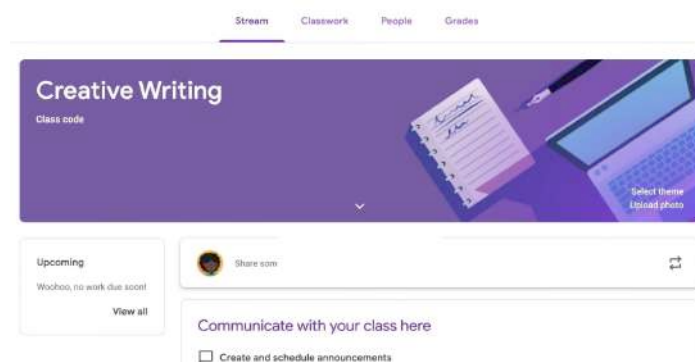 Stream Classwork People Grades
Creative Writing
Class code
Select theme
Upload photo
Upcoming
Woohoo, no work due soon!
View all
Share som
Communicate with your class here
Create and schedule announcements